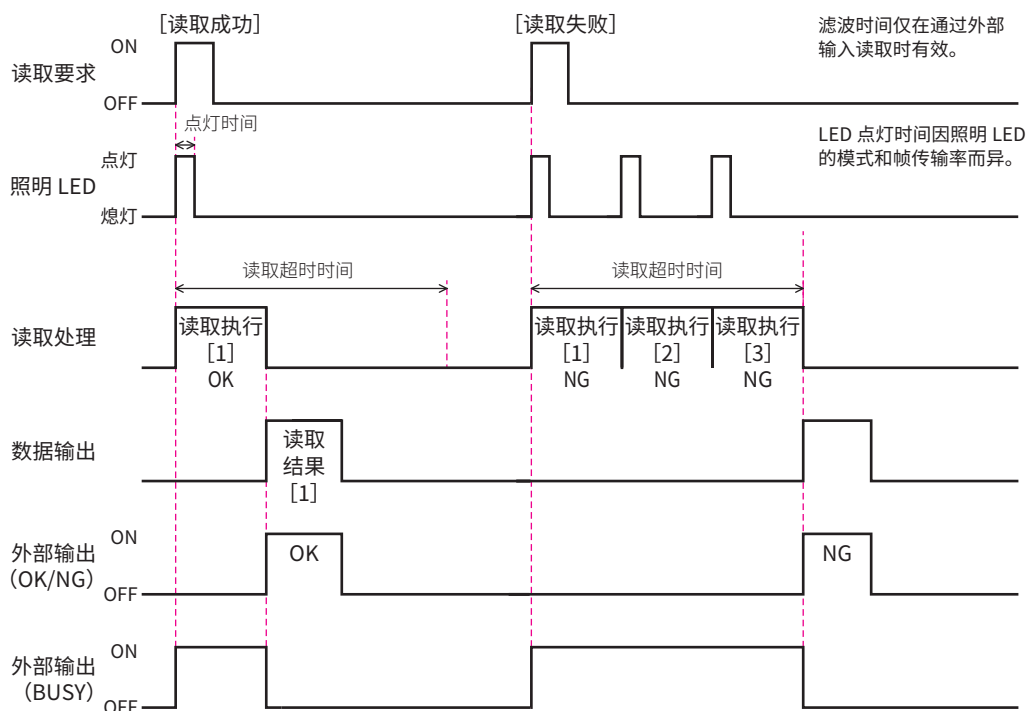 [读取成功]
[读取失败]
滤波时间仅在通过外部
输入读取时有效。
读取要求
ON
OFF
点灯时间
LED 点灯时间因照明 LED
的模式和帧传输率而异。
照明 LED
点灯
熄灯
读取超时时间
读取超时时间
读取处理
读取执行
[1]
OK
读取执行
[1]
NG
读取执行
[2]
NG
读取执行
[3]
NG
数据输出
读取
结果
[1]
外部输出
(OK/NG)
ON
OFF
OK
NG
外部输出
(BUSY)
ON
OFF